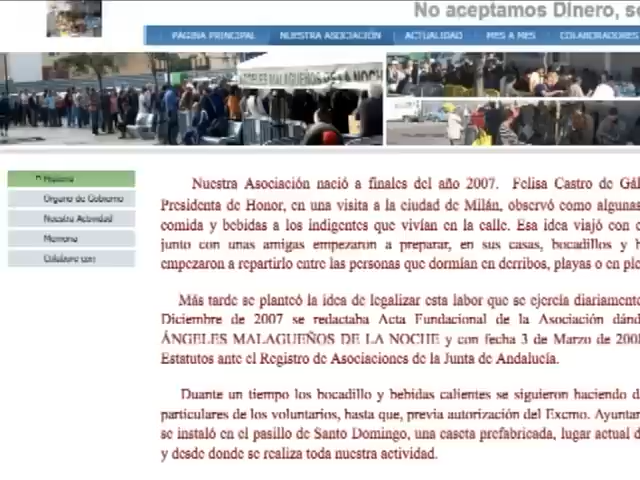 No aceptamos Dinero, s
PÁGINA PRINCIPAL NUESTRA ASOCIACIÓN ACTUALIDAD MES A MES COLABORADORES
MALAGUEÑOS DE LA NOCH
Historia
Órgano de Gobierno
Nuestra Actividad
Memoria
Colabore con
Nuestra Asociación nació a finales del año 2007. Felisa Castro de Gál
Presidenta de Honor, en una visita a la ciudad de Milán, observó como algunas
comida y bebidas a los indigentes que vivían en la calle. Esa idea viajó con e
junto con unas amigas empezaron a preparar, en sus casas, bocadillos y b
empezaron a repartirlo entre las personas que dormían en derribos, playas o en ple
Más tarde se planteó la idea de legalizar esta labor que se ejercía diariament
Diciembre de 2007 se redactaba Acta Fundacional de la Asociación dánd
ÁNGELES MALAGUEÑOS DE LA NOCHE y con fecha 3 de Marzo de 200
Estatutos ante el Registro de Asociaciones de la Junta de Andalucía.
Duante un tiempo los bocadillo y bebidas calientes se siguieron haciendo d
particulares de los voluntarios, hasta que, previa autorización del Excmo. Ayuntar
se instaló en el pasillo de Santo Domingo, una caseta prefabricada, lugar actual d
y desde donde se realiza toda nuestra actividad.